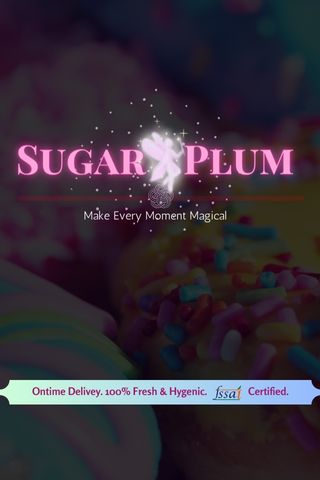 Sugar Plum
Make Every Moment Magical
Ontime Delivey. 100% Fresh & Hygenic. fssai Certified.